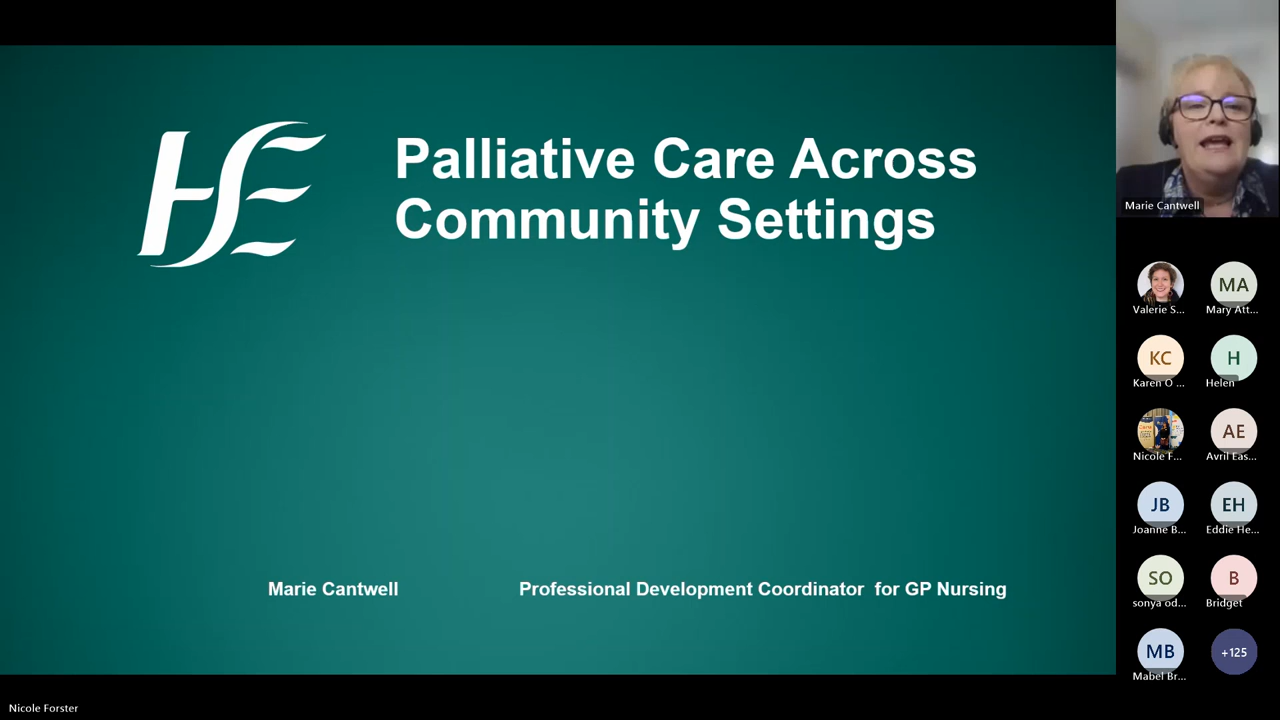 HSE
Palliative Care Across
Community Settings
Marie Cantwell
Professional Development Coordinator for GP Nursing
Marie Cantwell
Valerie S...
MA
Mary Att...
KC
Karen O ...
H
Helen
Nicole F...
AE
Avril Eas...
JB
Joanne B...
EH
Eddie He...
SO
sonya od...
B
Bridget
MB
Mabel Br...
+125
Nicole Forster